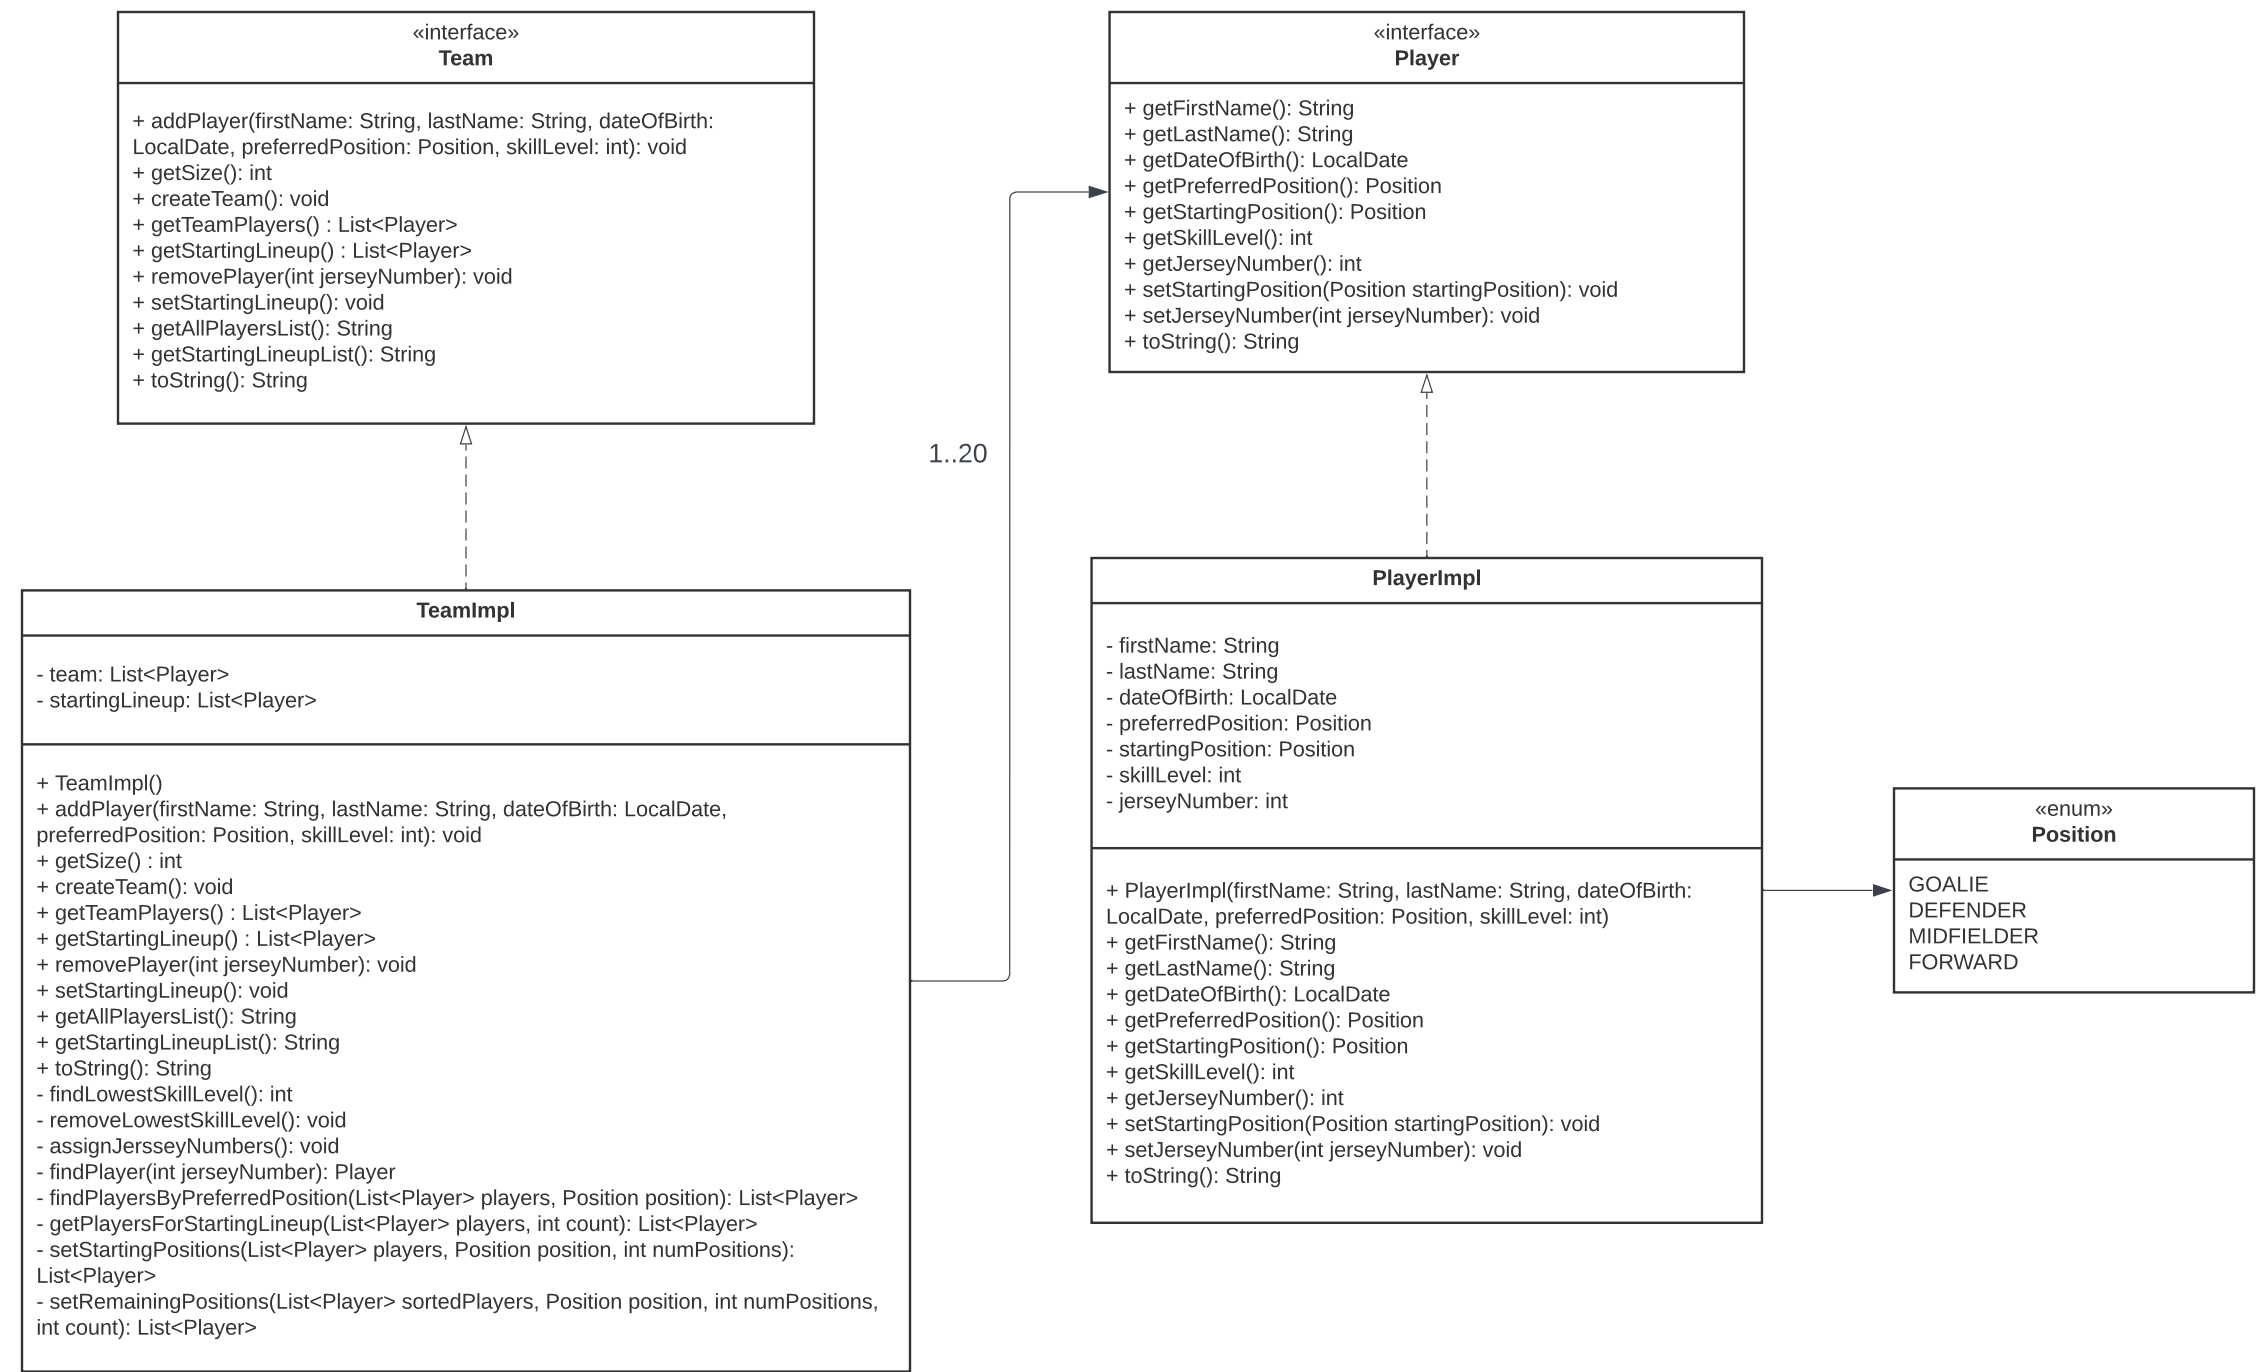 «interface»
Team
+ addPlayer(firstName: String, lastName: String, dateOfBirth:
LocalDate, preferredPosition: Position, skillLevel: int): void
+ getSize(): int
+ createTeam(): void
+ getTeamPlayers() : List<Player>
+ getStartingLineup() : List<Player>
+ removePlayer(int jerseyNumber): void
+ setStartingLineup(): void
+ getAllPlayersList(): String
+ getStartingLineupList(): String
+ toString(): String
«interface»
Player
+ getFirstName(): String
+ getLastName(): String
+ getDateOfBirth(): LocalDate
+ getPreferredPosition(): Position
+ getStartingPosition(): Position
+ getSkillLevel(): int
+ getJerseyNumber(): int
+ setStartingPosition(Position startingPosition): void
+ setJerseyNumber(int jerseyNumber): void
+ toString(): String
1..20
TeamImpl
- team: List<Player>
- startingLineup: List<Player>
+ TeamImpl()
+ addPlayer(firstName: String, lastName: String, dateOfBirth: LocalDate,
preferredPosition: Position, skillLevel: int): void
+ getSize() : int
+ createTeam(): void
+ getTeamPlayers() : List<Player>
+ getStartingLineup() : List<Player>
+ removePlayer(int jerseyNumber): void
+ setStartingLineup(): void
+ getAllPlayersList(): String
+ getStartingLineupList(): String
+ toString(): String
- findLowestSkillLevel(): int
- removeLowestSkillLevel(): void
- assignJersseyNumbers(): void
- findPlayer(int jerseyNumber): Player
- findPlayersByPreferredPosition(List<Player> players, Position position): List<Player>
- getPlayersForStartingLineup(List<Player> players, int count): List<Player>
- setStartingPositions(List<Player> players, Position position, int numPositions):
List<Player>
- setRemainingPositions(List<Player> sortedPlayers, Position position, int numPositions,
int count): List<Player>
PlayerImpl
- firstName: String
- lastName: String
- dateOfBirth: LocalDate
- preferredPosition: Position
- startingPosition: Position
- skillLevel: int
- jerseyNumber: int
+ PlayerImpl(firstName: String, lastName: String, dateOfBirth:
LocalDate, preferredPosition: Position, skillLevel: int)
+ getFirstName(): String
+ getLastName(): String
+ getDateOfBirth(): LocalDate
+ getPreferredPosition(): Position
+ getStartingPosition(): Position
+ getSkillLevel(): int
+ getJerseyNumber(): int
+ setStartingPosition(Position startingPosition): void
+ setJerseyNumber(int jerseyNumber): void
+ toString(): String
«enum»
Position
GOALIE
DEFENDER
MIDFIELDER
FORWARD